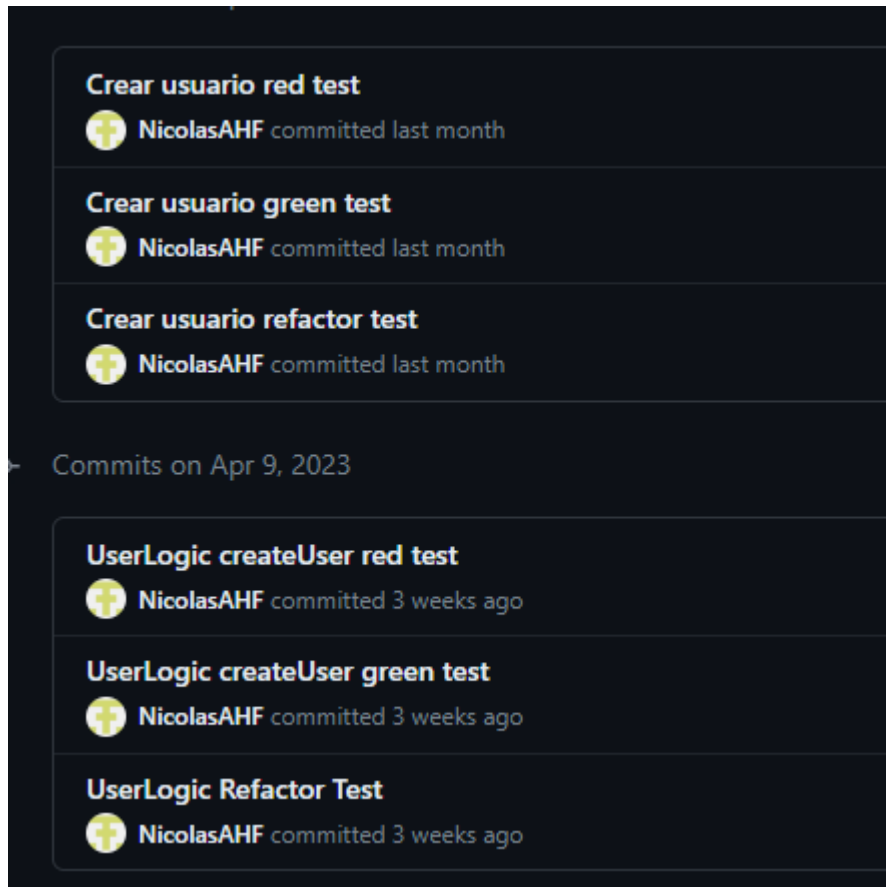 Crear usuario red test
NicolasAHF committed last month
Crear usuario green test
NicolasAHF committed last month
Crear usuario refactor test
NicolasAHF committed last month
Commits on Apr 9, 2023
UserLogic createUser red test
NicolasAHF committed 3 weeks ago
UserLogic createUser green test
NicolasAHF committed 3 weeks ago
UserLogic Refactor Test
NicolasAHF committed 3 weeks ago